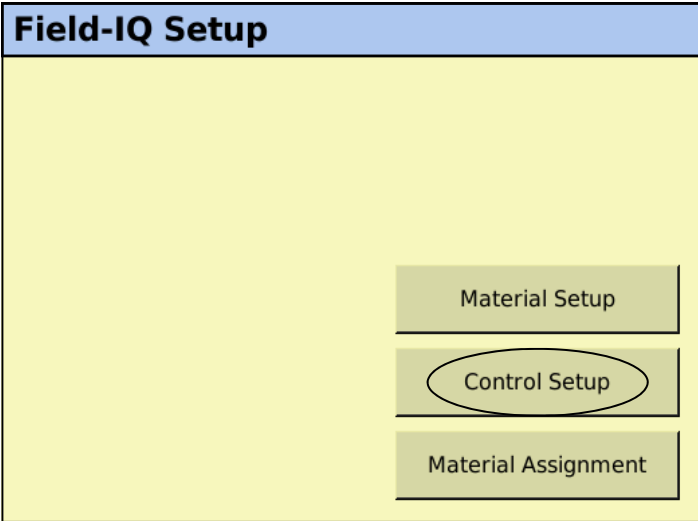 Field-IQ Setup
Material Setup
Control Setup
Material Assignment